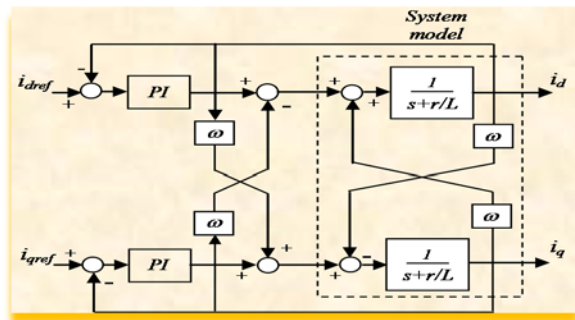 System
model
i_dref
-
+
PI
+
+
-
+
+
1
s+r/L
i_d
ω
ω
ω
ω
i_qref
+
-
PI
+
+
+
-
1
s+r/L
i_q